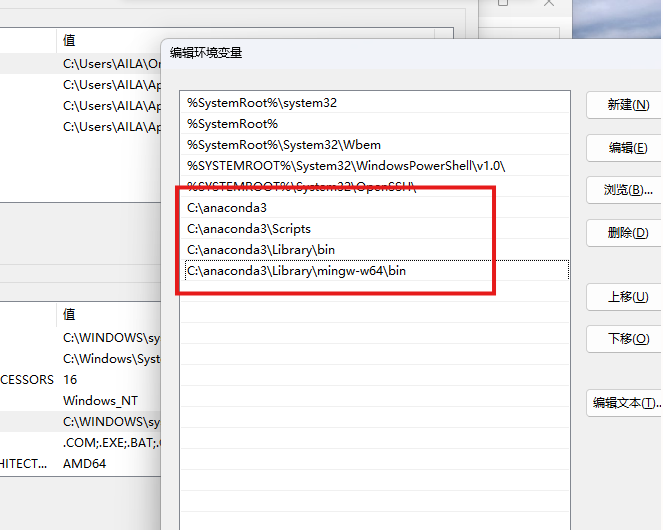 值
C:\Users\AILA\On
C:\Users\AILA\Ap
C:\Users\AILA\Ap
C:\Users\AILA\Ap
编辑环境变量
%SystemRoot%\system32
%SystemRoot%
%SystemRoot%\System32\Wbem
%SYSTEMROOT%\System32\WindowsPowerShell\v1.0\
%SYSTEMROOT%\System32\OpenSSH\
C:\anaconda3
C:\anaconda3\Scripts
C:\anaconda3\Library\bin
C:\anaconda3\Library\mingw-w64\bin
新建(N)
编辑(E)
浏览(B)...
删除(D)
上移(U)
下移(O)
编辑文本(T)...
值
C:\WINDOWS\sy
C:\Windows\Syst
CESSORS 16
Windows_NT
C:\WINDOWS\sy
.COM;.EXE;.BAT;.
HITECT... AMD64